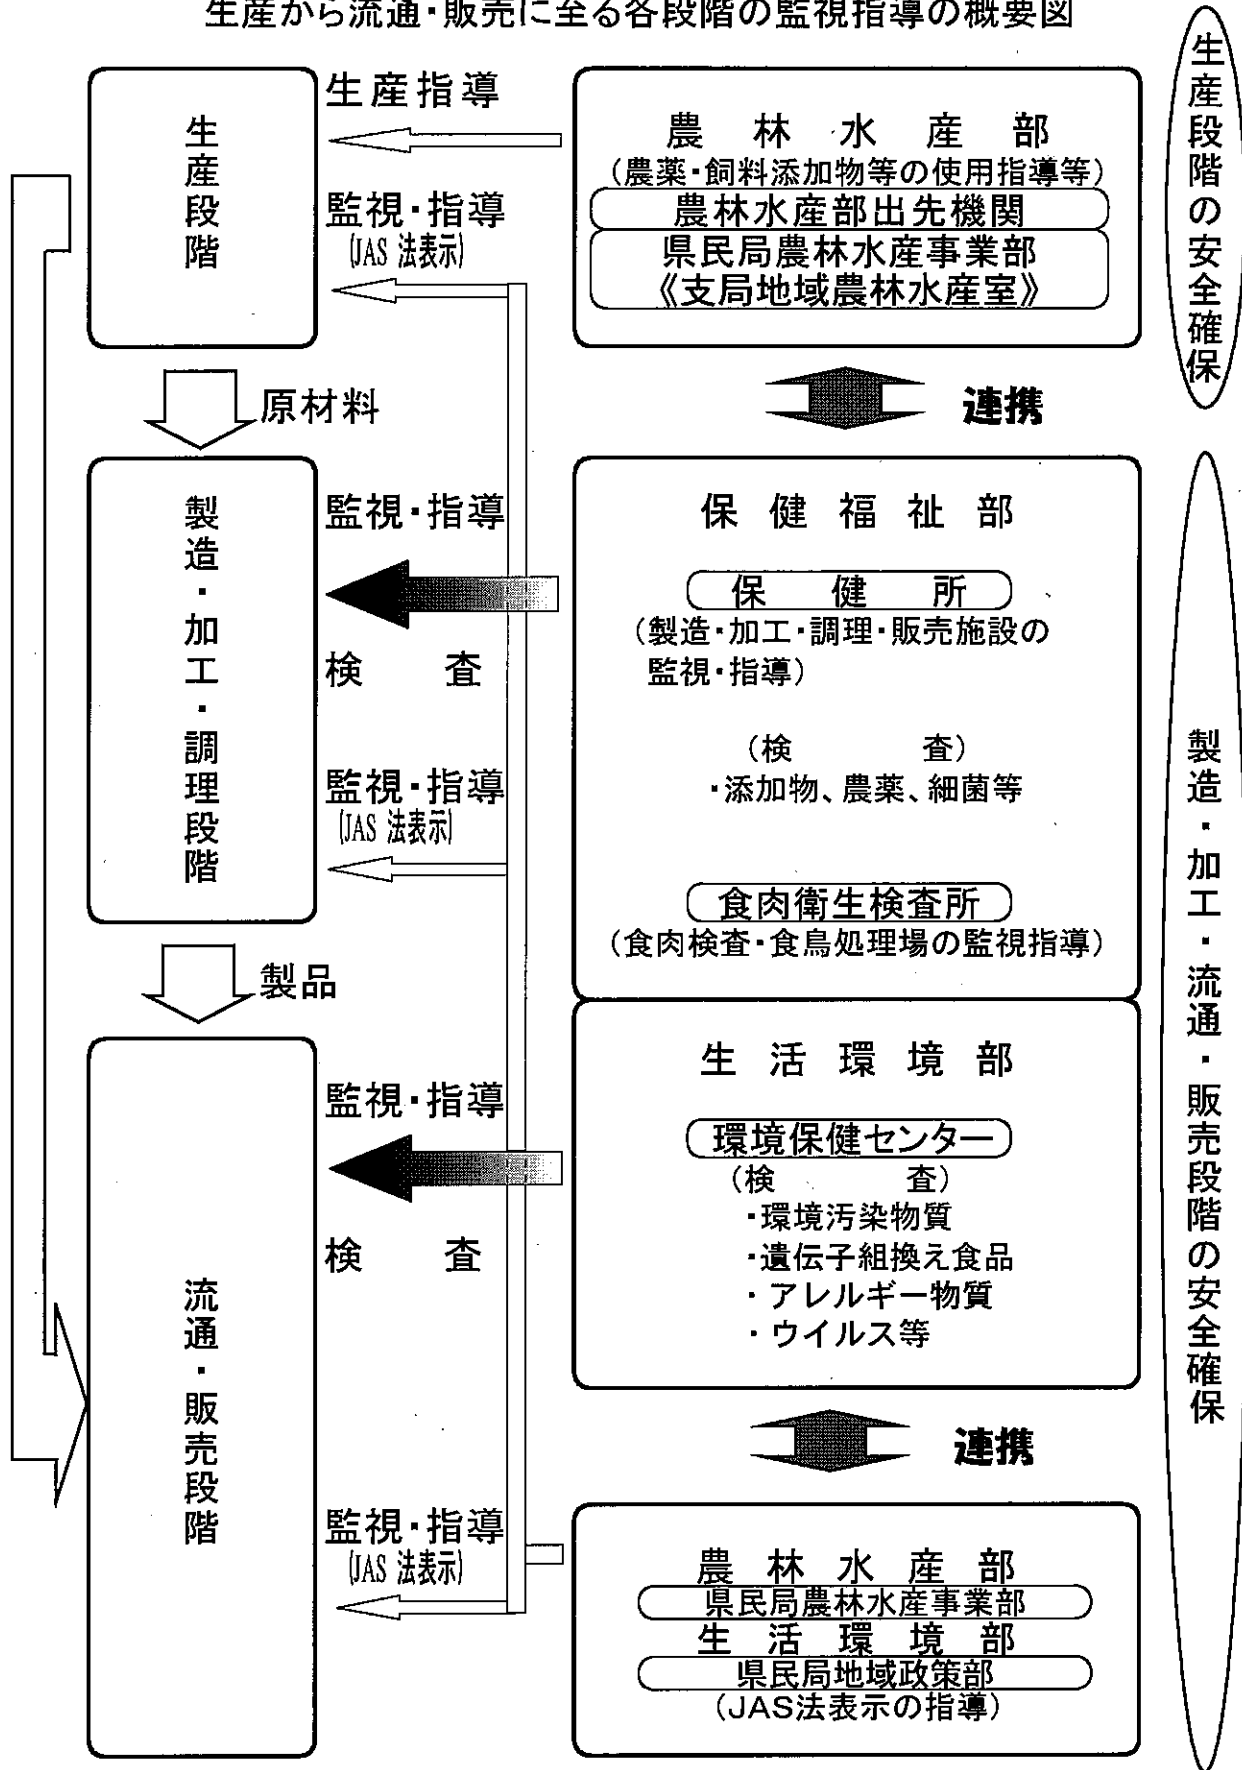 生産から流通・販売に至る各段階の監視指導の概要図
生産段階
生産指導
監視・指導
(JAS 法表示)
農林水産部
(農薬・飼料添加物等の使用指導等)
農林水産部出先機関
県民局農林水産事業部
《支局地域農林水産室》
生産段階の安全確保
原材料
連携
製造・加工・調理段階
監視・指導
検査
監視・指導
(JAS 法表示)
保健福祉部
保健所
(製造・加工・調理・販売施設の
監視・指導)
(検査)
・添加物、農薬、細菌等
食肉衛生検査所
(食肉検査・食鳥処理場の監視指導)
製造・加工・流通・販売段階の安全確保
製品
流通・販売段階
監視・指導
検査
監視・指導
(JAS 法表示)
生活環境部
環境保健センター
(検査)
・環境汚染物質
・遺伝子組換え食品
・アレルギー物質
・ウイルス等
連携
農林水産部
県民局農林水産事業部
生活環境部
県民局地域政策部
(JAS法表示の指導)